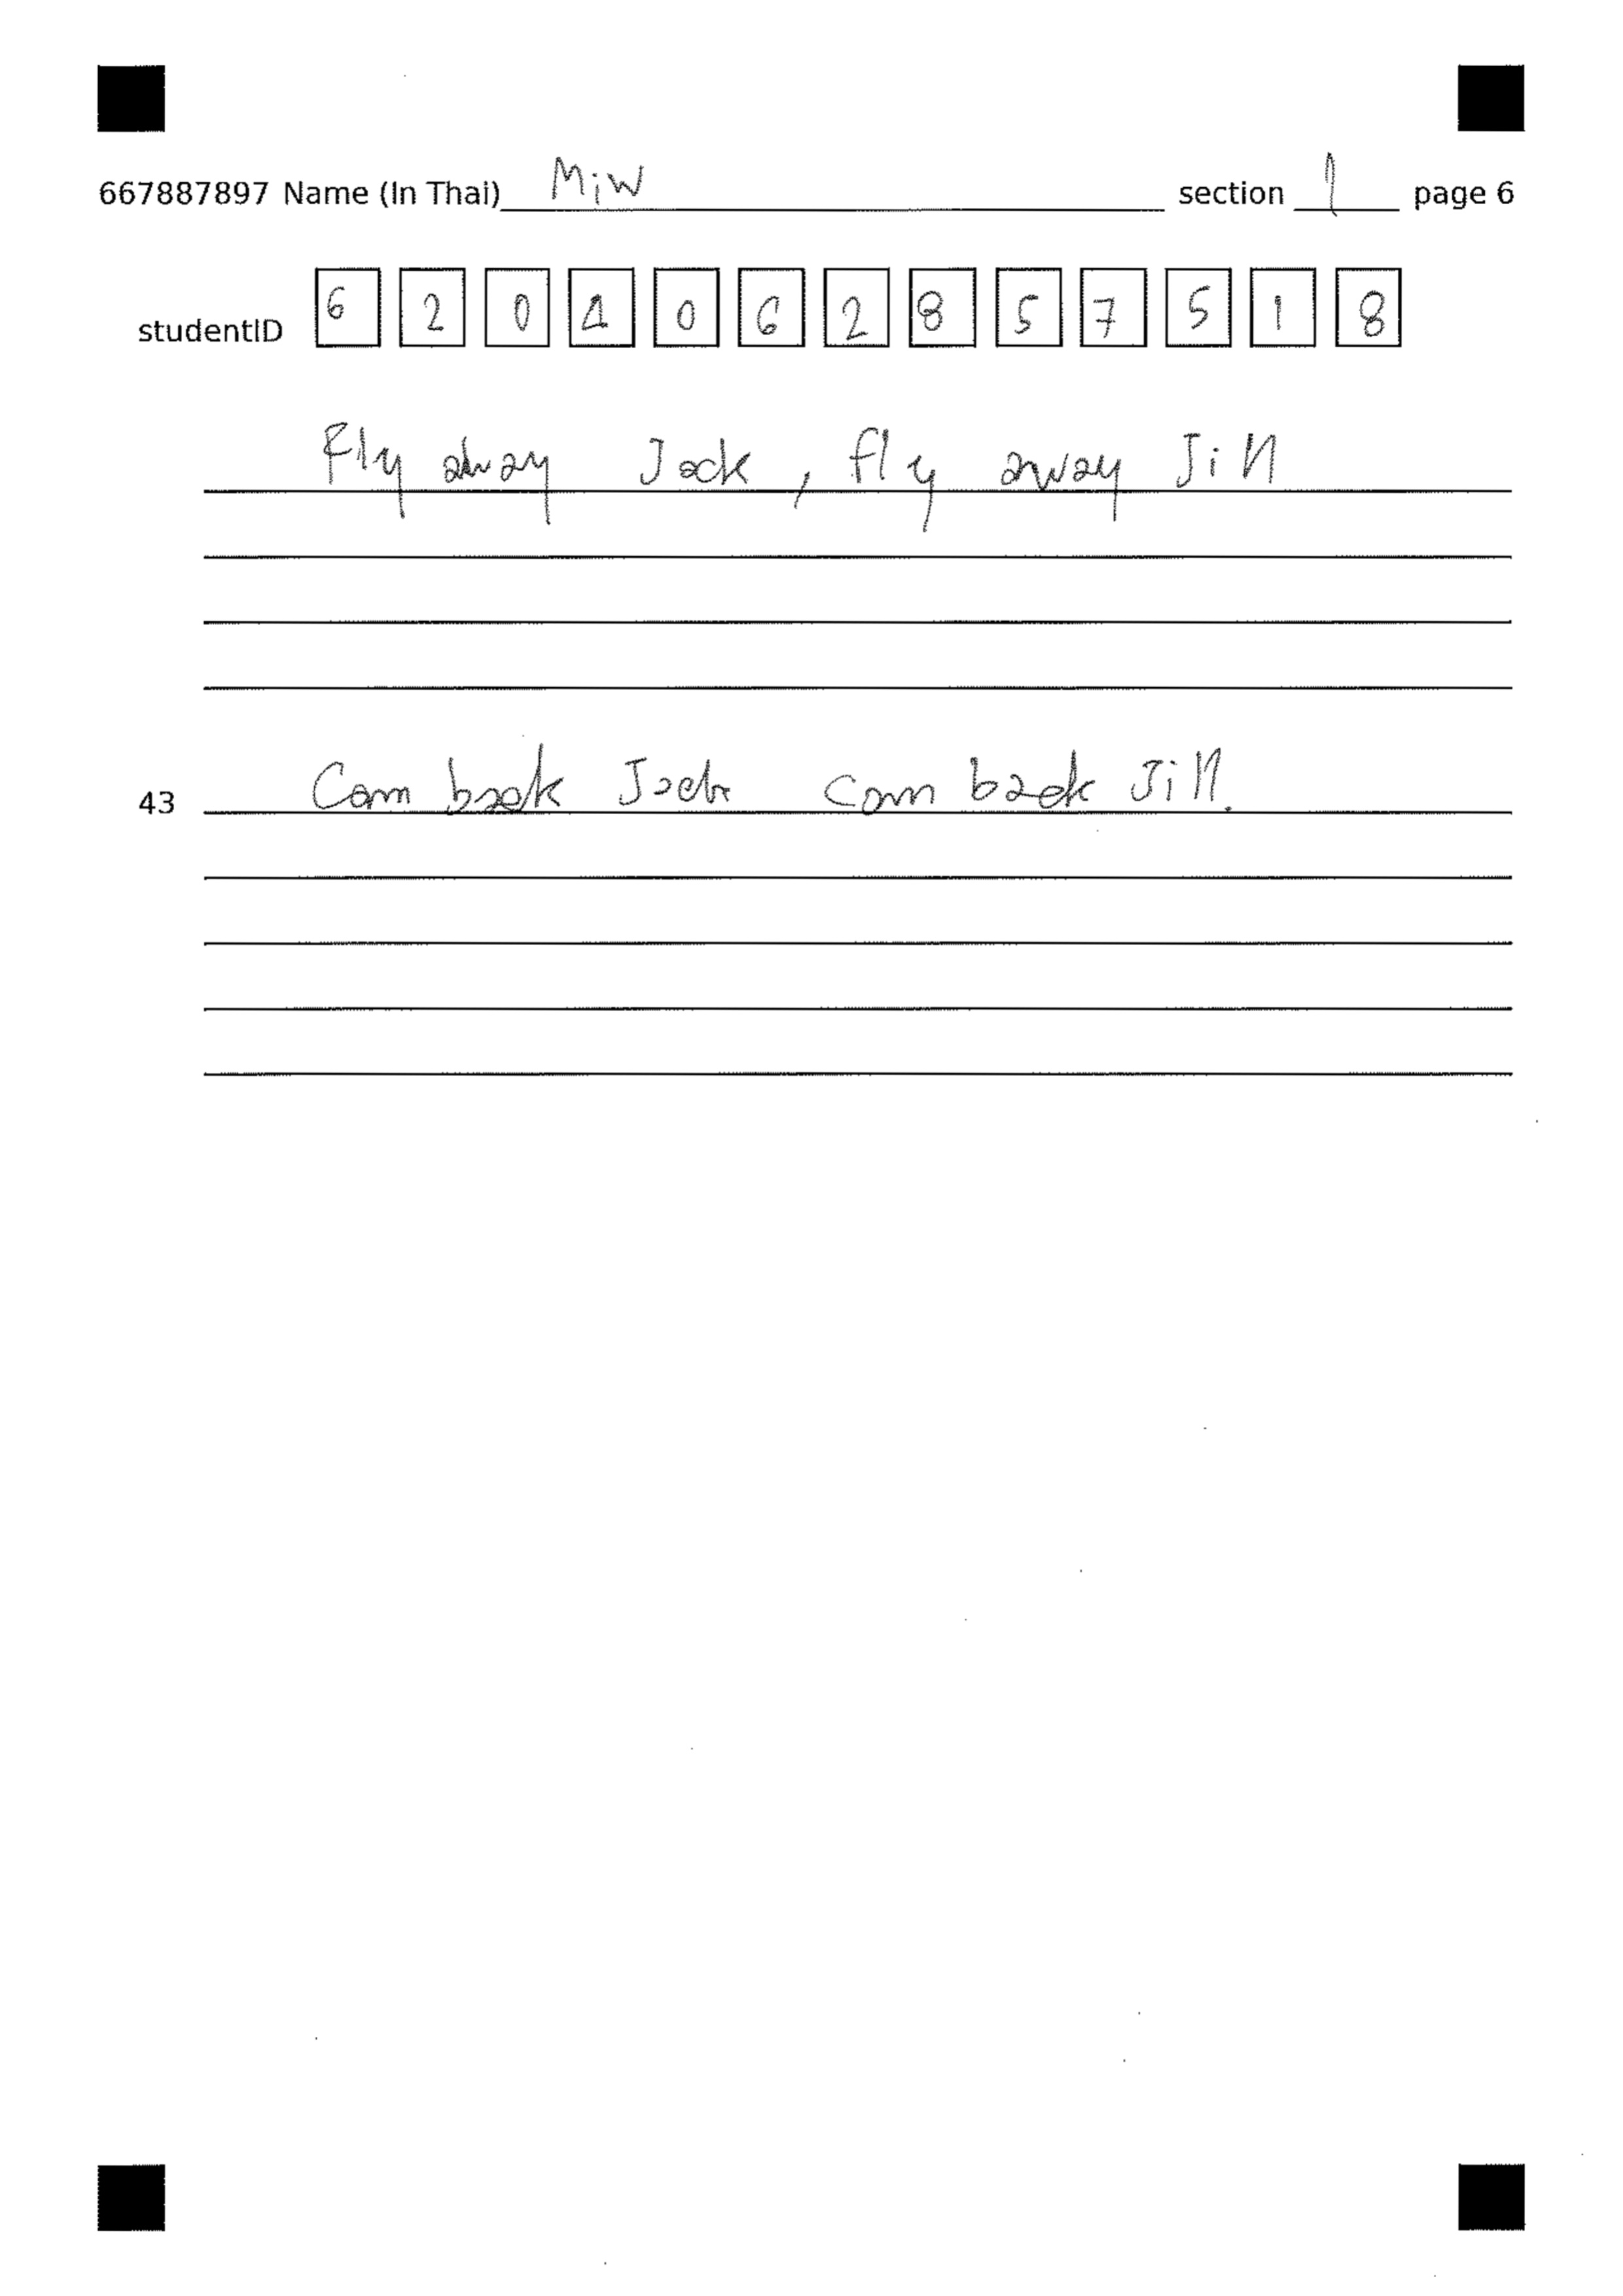 667887897 Name (In Thai) Miw section 1 page 6
studentID 6 2 0 4 0 6 2 8 5 7 5 1 8
Fly away Jack, fly away Jill
43 Com back Jack com back Jill.